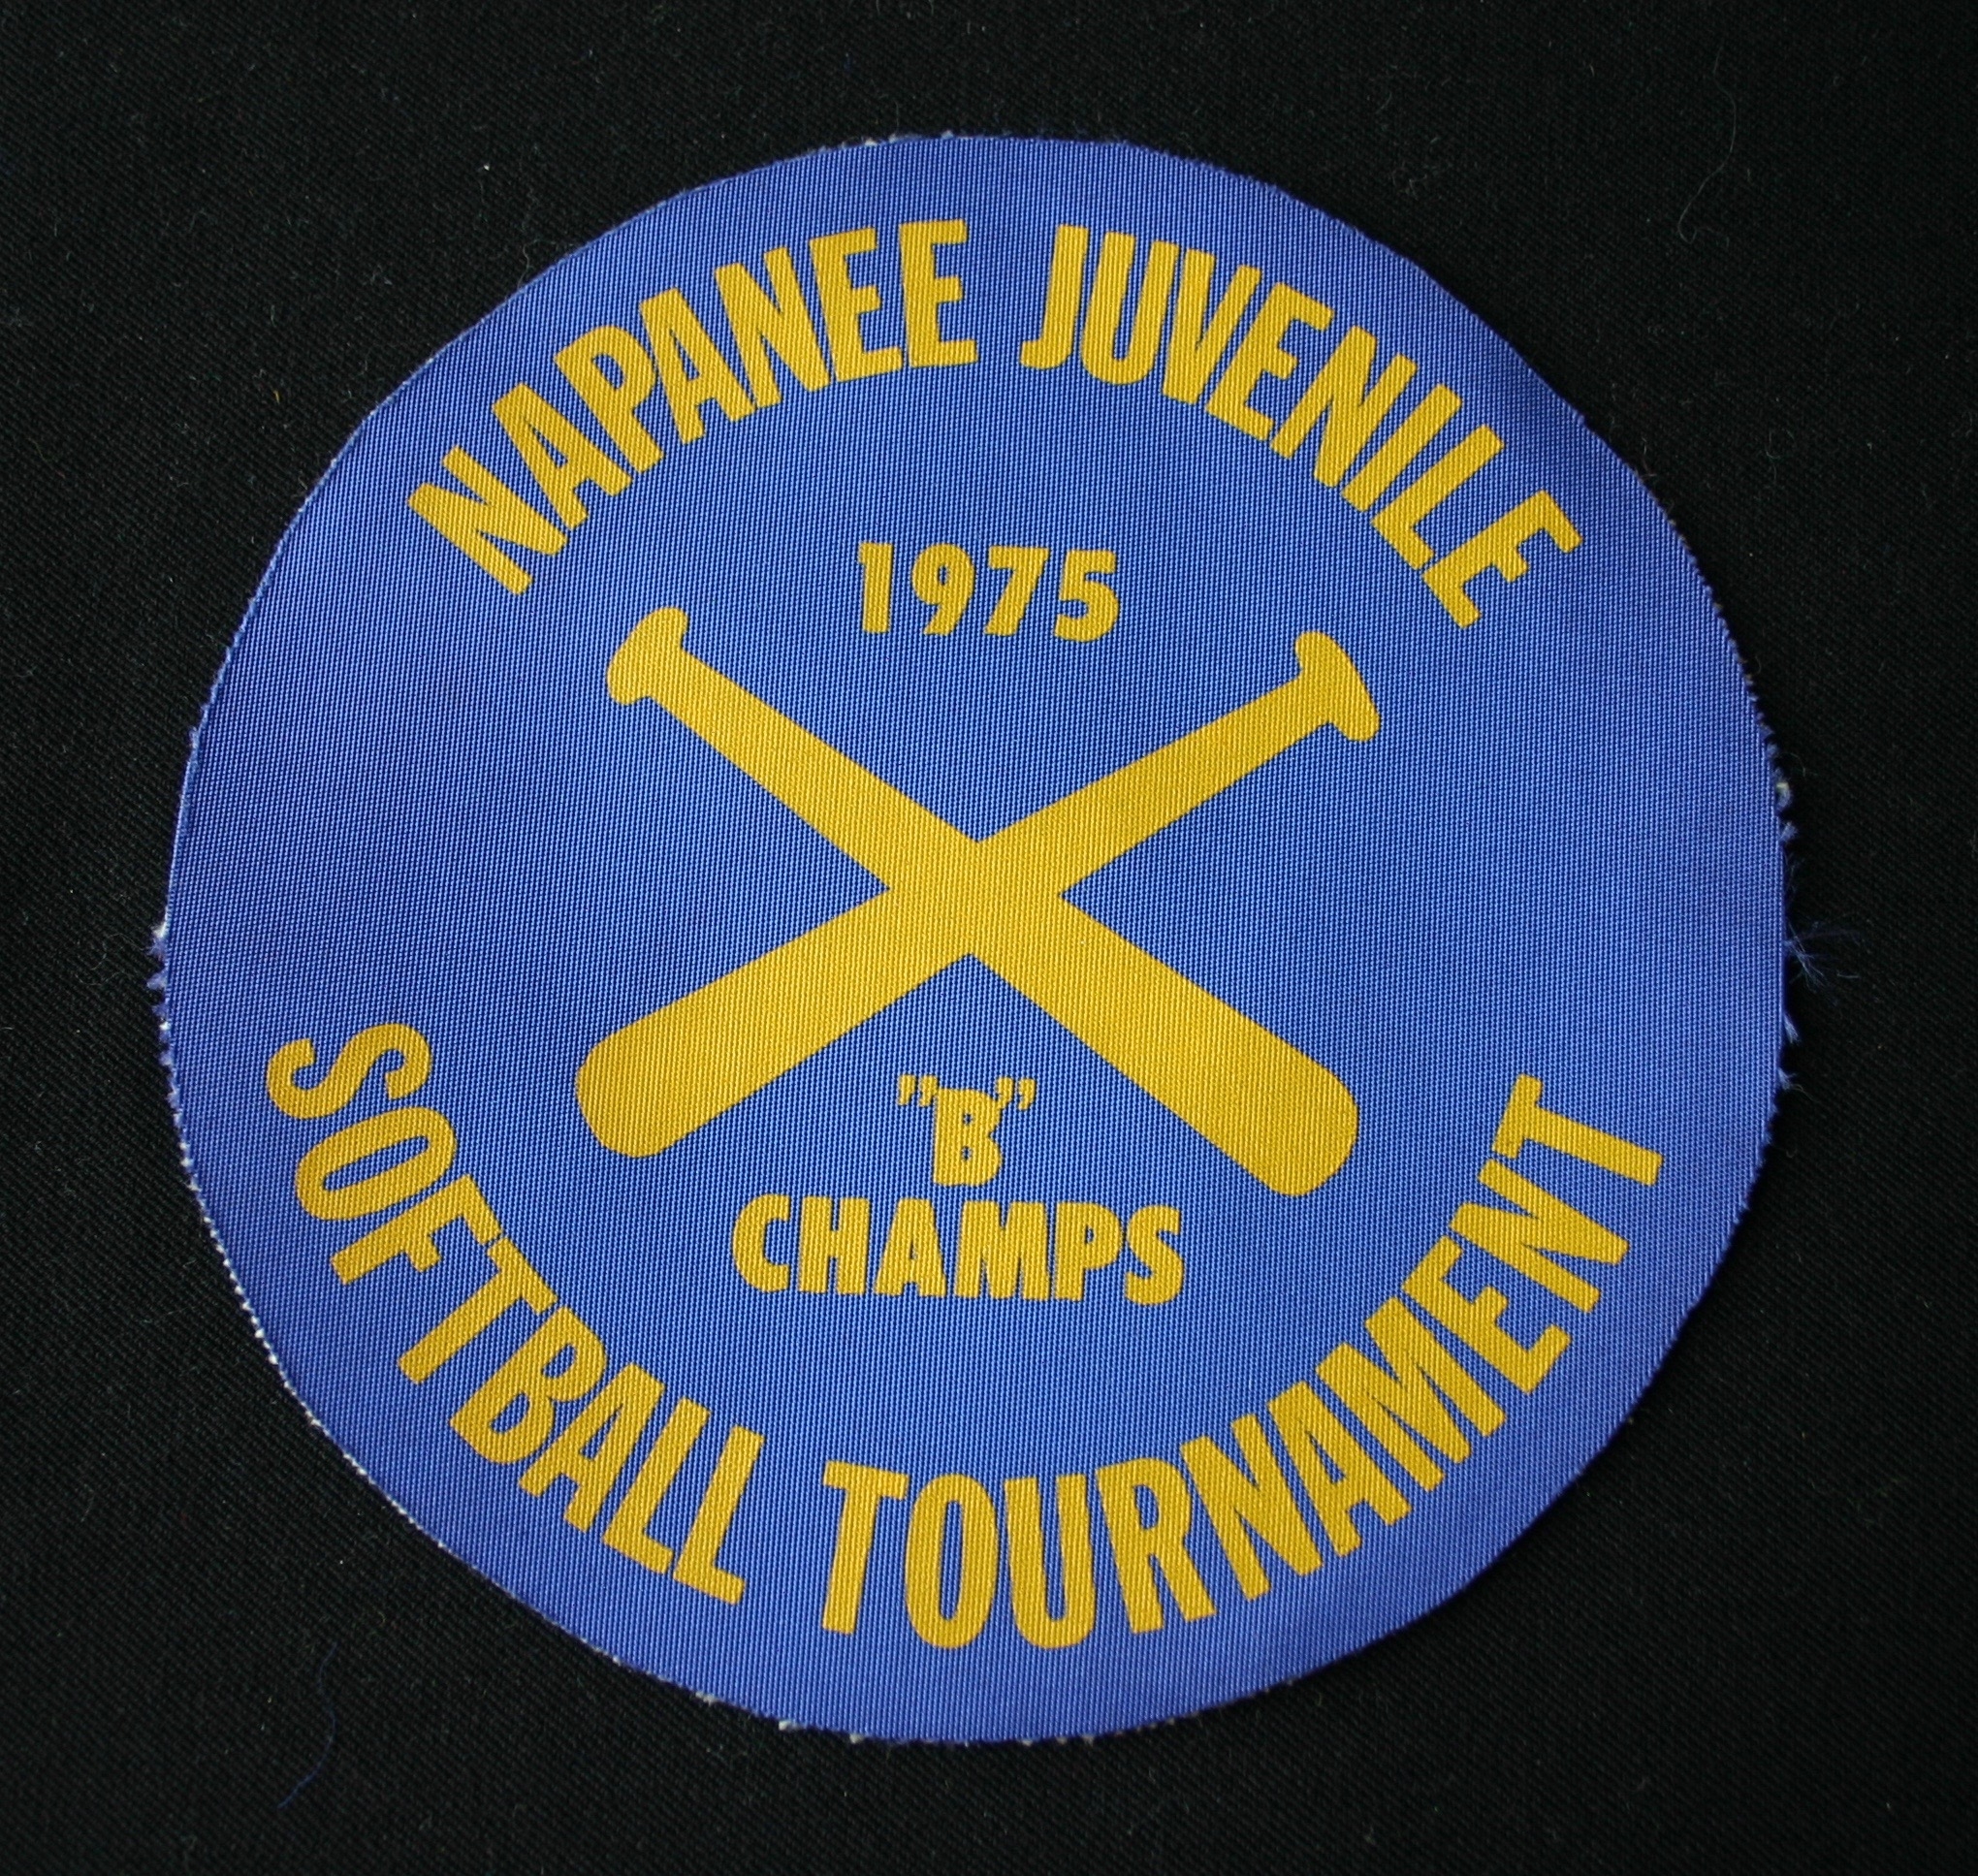 NAPANEE JUVENILE
1975
"B"
CHAMPS
SOFTBALL TOURNAMENT